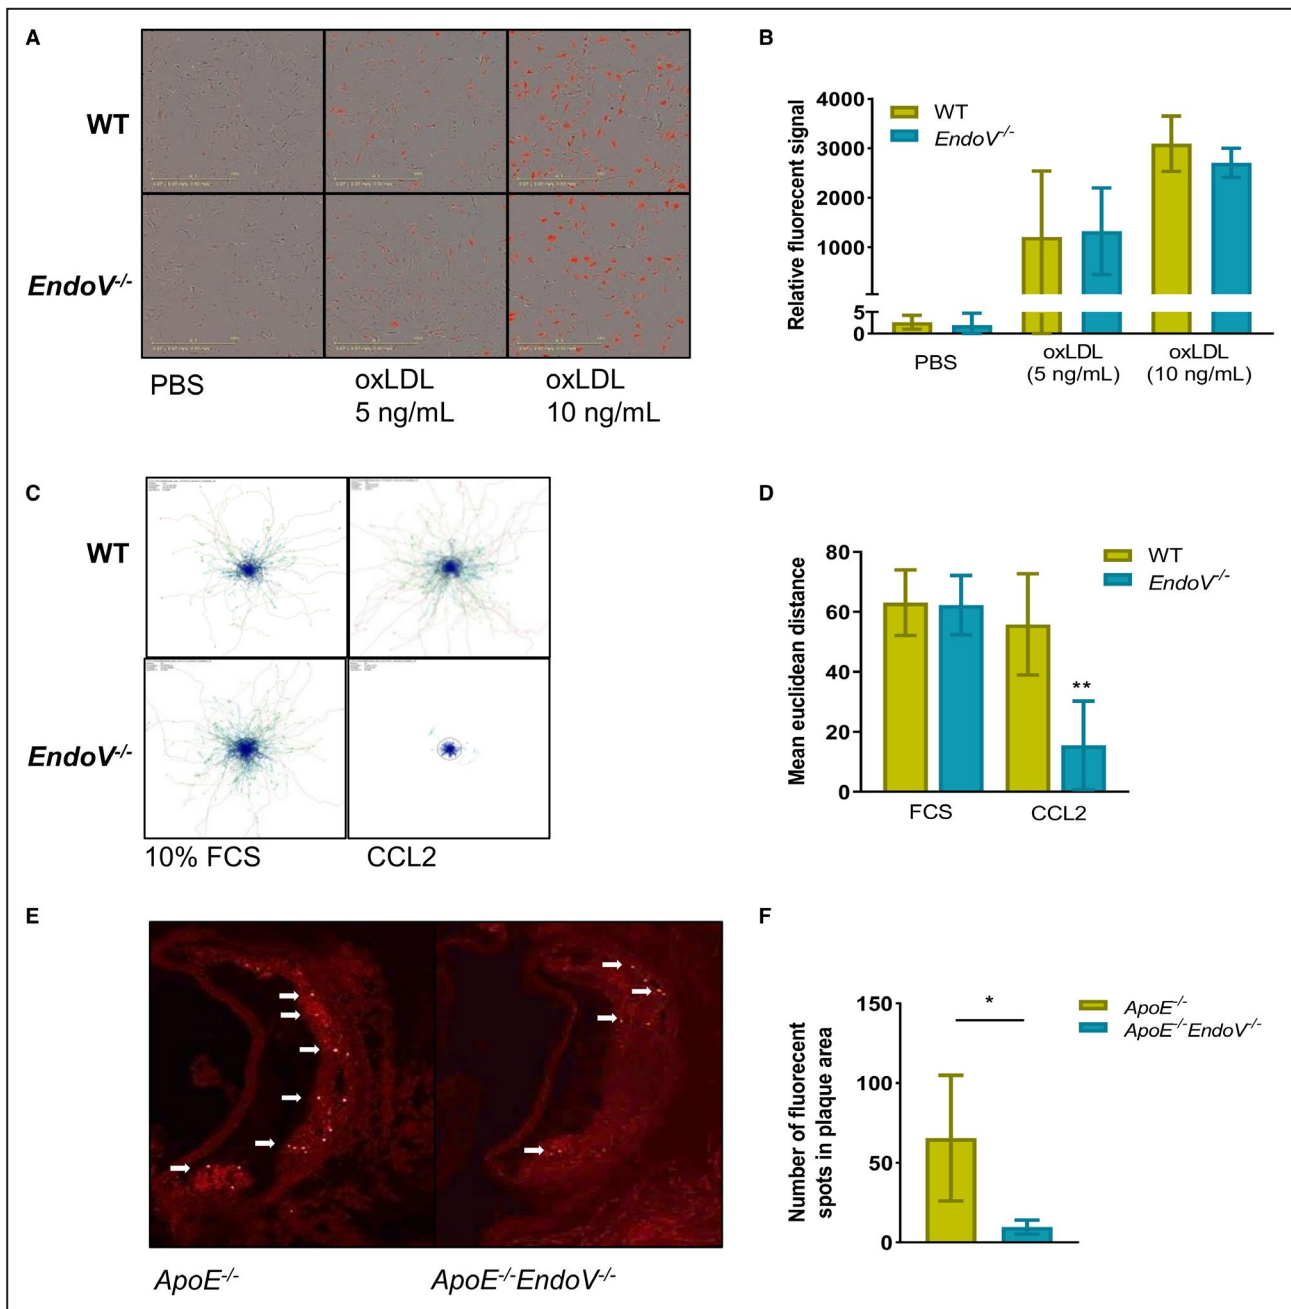 A
WT
EndoV-/-
PBS
oxLDL
5 ng/mL
oxLDL
10 ng/mL
B
Relative fluorescent signal
4000
3000
2000
1000
5
0
WT
EndoV-/-
PBS
oxLDL
(5 ng/mL)
oxLDL
(10 ng/mL)
C
WT
EndoV-/-
10% FCS
CCL2
D
Mean euclidean distance
80
60
40
20
0
WT
EndoV-/-
**
FCS
CCL2
E
ApoE-/-
ApoE-/-EndoV-/-
F
Number of fluorescent
spots in plaque area
150
100
50
0
*
ApoE-/-
ApoE-/-EndoV-/-